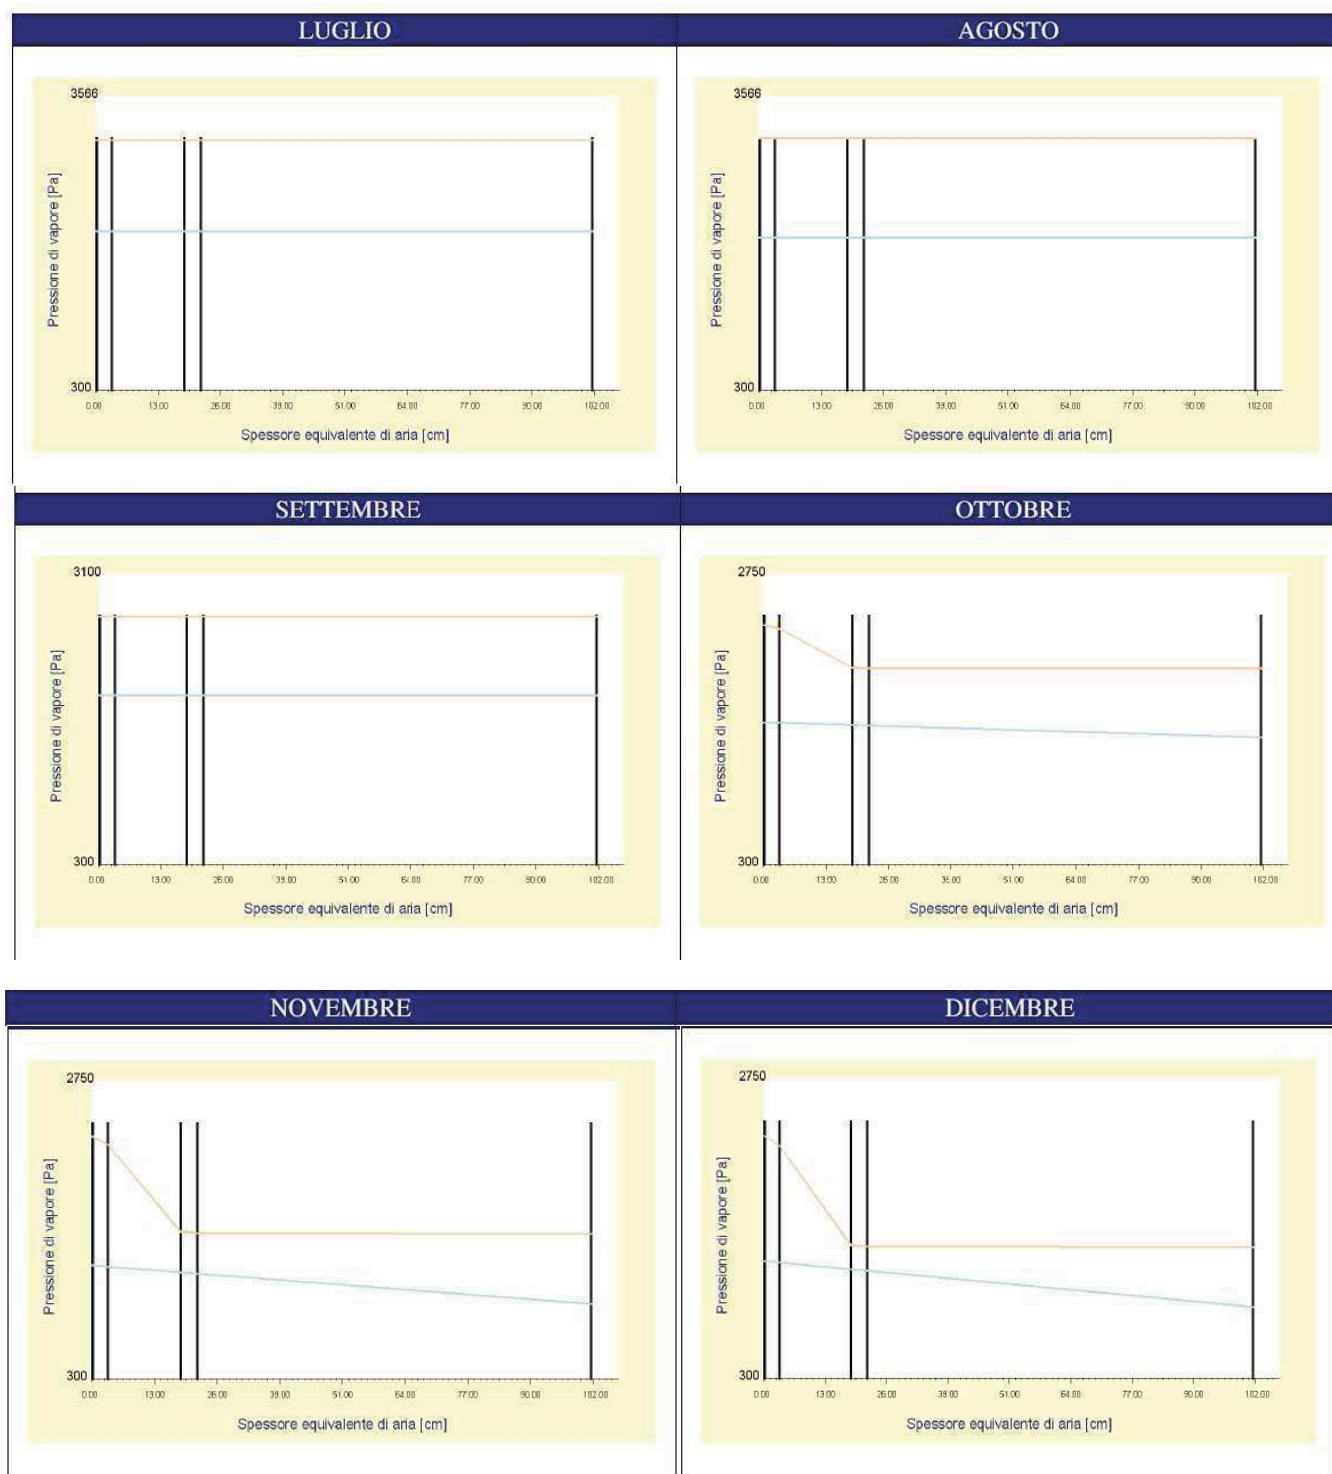 LUGLIO
AGOSTO
3566
Pressione di vapore [Pa]
300
0.00 13.00 26.00 39.00 51.00 64.00 77.00 90.00 102.00
Spessore equivalente di aria [cm]
3566
Pressione di vapore [Pa]
300
0.00 13.00 26.00 39.00 51.00 64.00 77.00 90.00 102.00
Spessore equivalente di aria [cm]
SETTEMBRE
OTTOBRE
3100
Pressione di vapore [Pa]
300
0.00 13.00 26.00 39.00 51.00 64.00 77.00 90.00 102.00
Spessore equivalente di aria [cm]
2750
Pressione di vapore [Pa]
300
0.00 13.00 26.00 39.00 51.00 64.00 77.00 90.00 102.00
Spessore equivalente di aria [cm]
NOVEMBRE
DICEMBRE
2750
Pressione di vapore [Pa]
300
0.00 13.00 26.00 39.00 51.00 64.00 77.00 90.00 102.00
Spessore equivalente di aria [cm]
2750
Pressione di vapore [Pa]
300
0.00 13.00 26.00 39.00 51.00 64.00 77.00 90.00 102.00
Spessore equivalente di aria [cm]